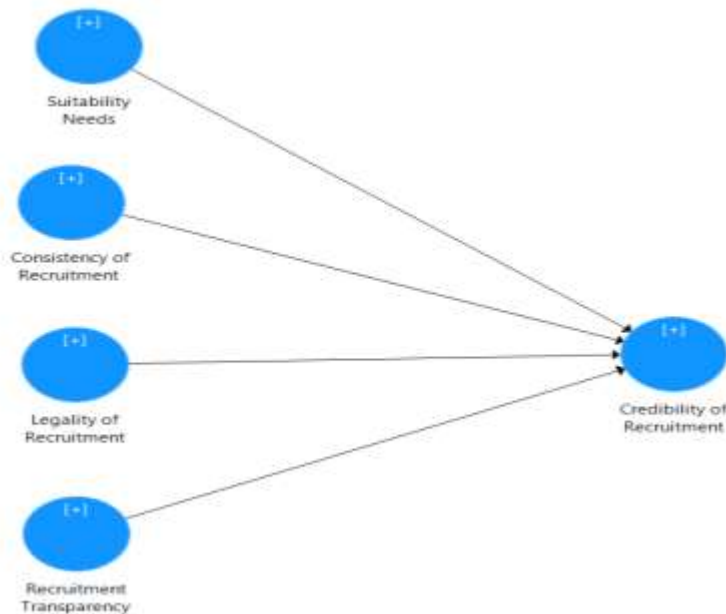 [+]
Suitability
Needs
[+]
Consistency of
Recruitment
[+]
Legality of
Recruitment
[+]
Recruitment
Transparency
[+]
Credibility of
Recruitment